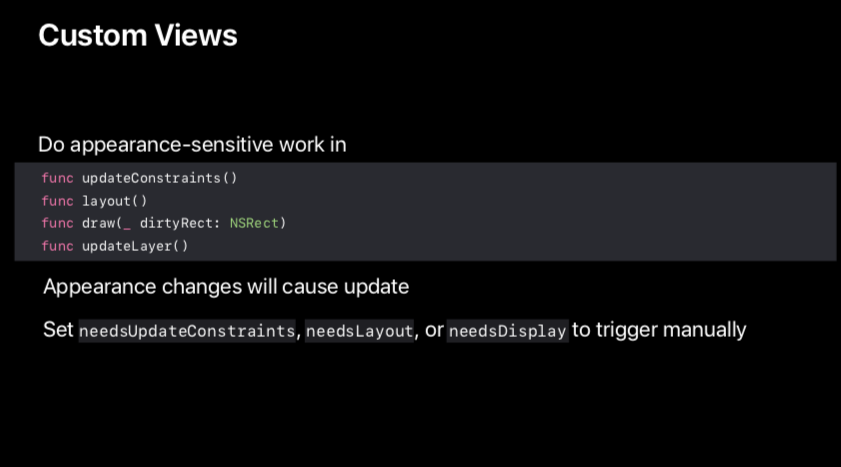 Custom Views
Do appearance-sensitive work in
func updateConstraints()
func layout()
func draw(_ dirtyRect: NSRect)
func updateLayer()
Appearance changes will cause update
Set needsUpdateConstraints, needsLayout, or needsDisplay to trigger manually